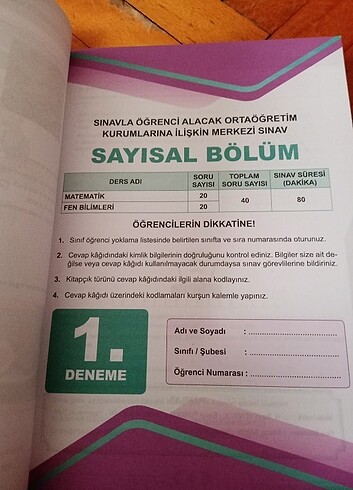 SINAVLA ÖĞRENCİ ALACAK ORTAÖĞRETİM
KURUMLARINA İLİŞKİN MERKEZİ SINAV
SAYISAL BÖLÜM
DERS ADI SORU SAYISI TOPLAM SORU SAYISI SINAV SÜRESİ (DAKİKA)
MATEMATİK 20 40 80
FEN BİLİMLERİ 20
ÖĞRENCİLERİN DİKKATİNE!
1. Sınıf öğrenci yoklama listesinde belirtilen sınıfta ve sıra numarasında oturunuz.
2. Cevap kâğıdındaki kimlik bilgilerinin doğruluğunu kontrol ediniz. Bilgiler size ait de-
ğilse veya cevap kâğıdı kullanılmayacak durumdaysa sınav görevlilerine bildiriniz.
3. Kitapçık türünü cevap kâğıdındaki ilgili alana kodlayınız.
4. Cevap kâğıdı üzerindeki kodlamaları kurşun kalemle yapınız.
1.
DENEME
Adı ve Soyadı : ................................
Sınıfı / Şubesi : ................................
Öğrenci Numarası : ................................